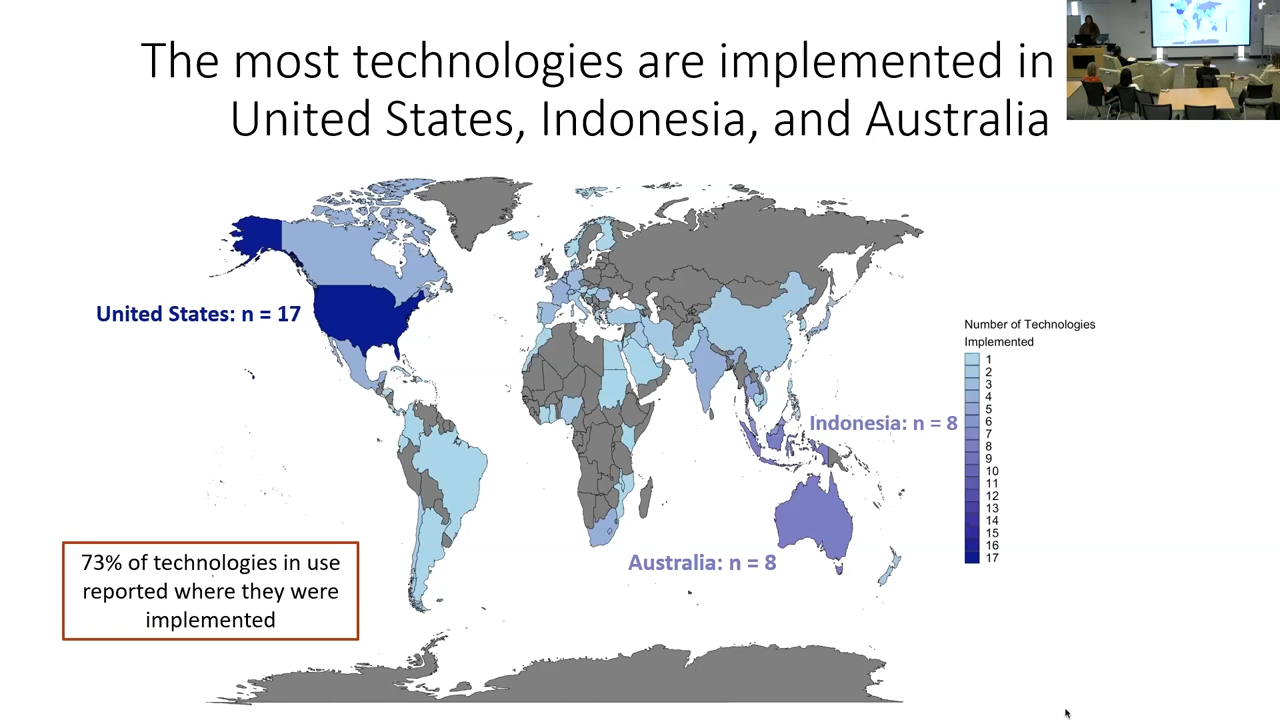 The most technologies are implemented in
United States, Indonesia, and Australia
United States: n = 17
Number of Technologies
Implemented
1
2
3
4
5
6
7
8
9
10
11
12
13
14
15
16
17
Indonesia: n = 8
Australia: n = 8
73% of technologies in use
reported where they were
implemented